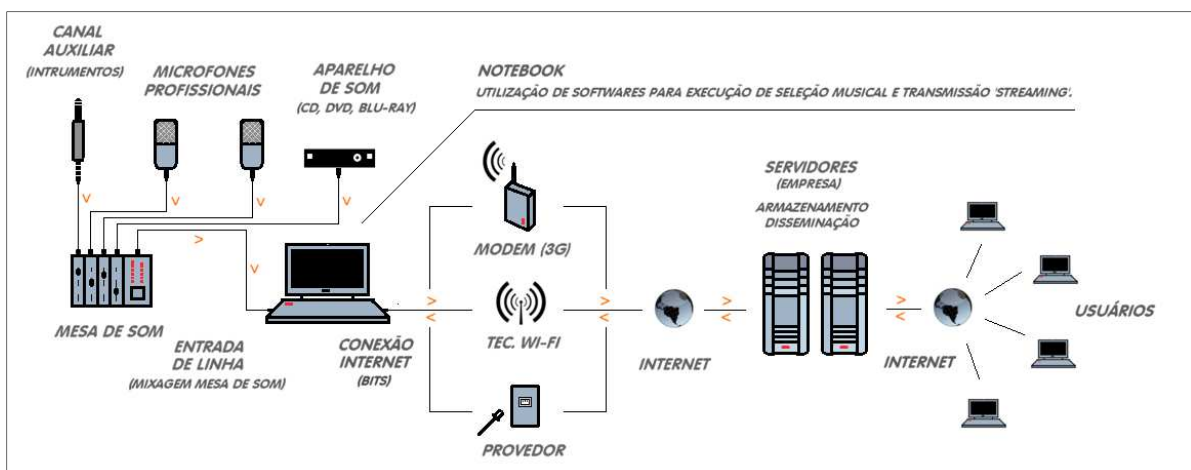 CANAL
AUXILIAR
(INTRUMENTOS)
MICROFONES
PROFISSIONAIS
APARELHO
DE SOM
(CD, DVD, BLU-RAY)
NOTEBOOK
UTILIZAÇÃO DE SOFTWARES PARA EXECUÇÃO DE SELEÇÃO MUSICAL E TRANSMISSÃO 'STREAMING'.
MESA DE SOM
ENTRADA
DE LINHA
(MIXAGEM MESA DE SOM)
CONEXÃO
INTERNET
(BITS)
MODEM (3G)
TEC. WI-FI
PROVEDOR
INTERNET
SERVIDORES
(EMPRESA)
ARMAZENAMENTO
DISSEMINAÇÃO
INTERNET
USUÁRIOS